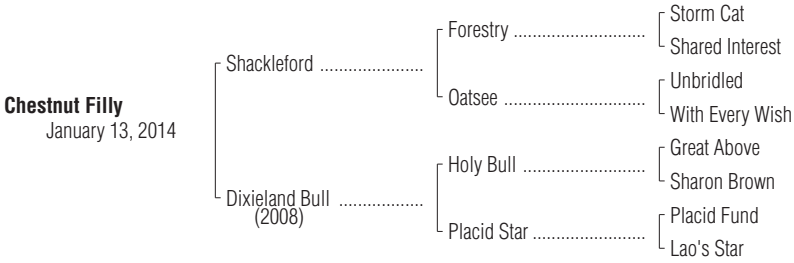 Storm Cat
Forestry ............................
Shared Interest
Shackleford ......................
Unbridled
Oatsee ..............................
With Every Wish
Chestnut Filly
January 13, 2014
Great Above
Holy Bull ..........................
Sharon Brown
Dixieland Bull ..................
(2008)
Placid Fund
Placid Star ........................
Lao's Star